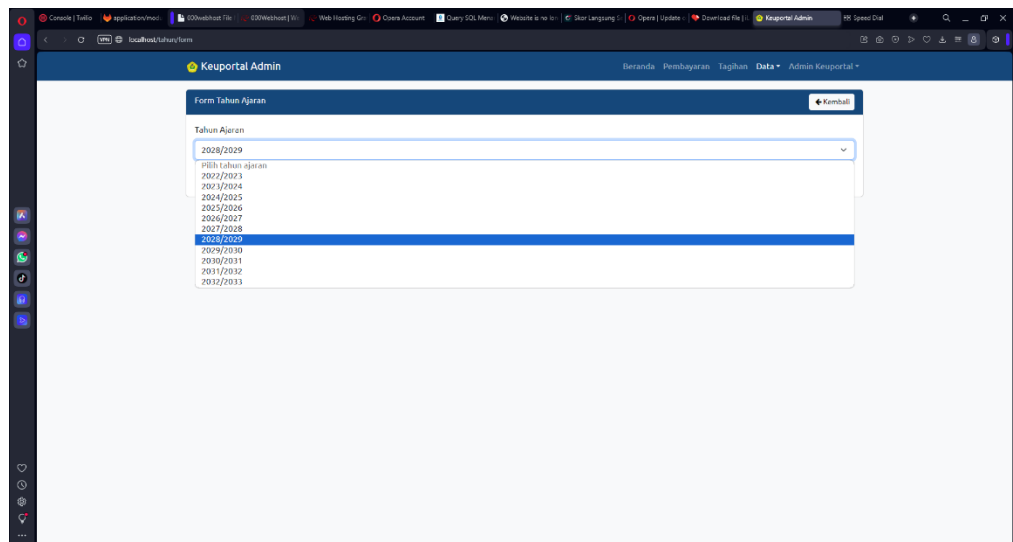 Console | Twilio
application/mod
000webhost File
000Webhost | W
Web Hosting Gr
Opera Account
Query SQL Men
Website is no lon
Skor Langsung S
Opera | Update
Download file |
Keuportal Admin
Speed Dial
VPN
localhost/tahun/form
Keuportal Admin
Beranda Pembayaran Tagihan Data Admin Keuportal
Form Tahun Ajaran
Kembali
Tahun Ajaran
2028/2029
Pilih tahun ajaran
2022/2023
2023/2024
2024/2025
2025/2026
2026/2027
2027/2028
2028/2029
2029/2030
2030/2031
2031/2032
2032/2033